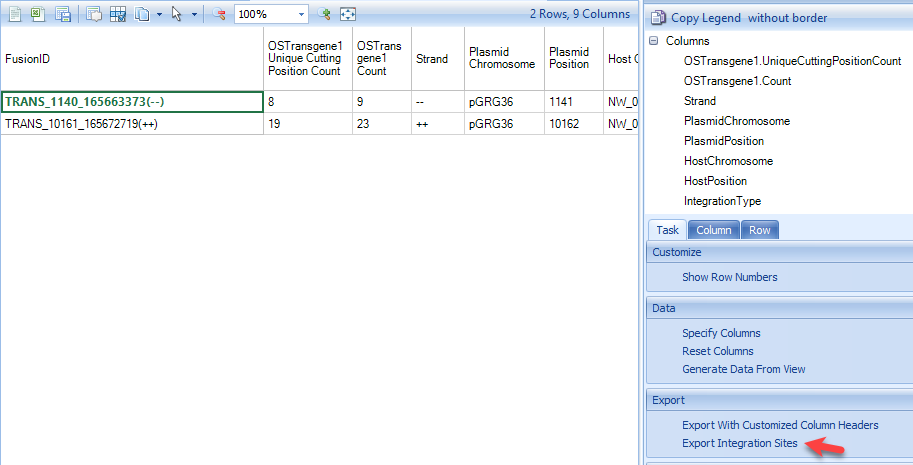 100%
2 Rows, 9 Columns
FusionID
OSTransgene1
Unique Cutting
Position Count
OSTrans
gene1
Count
Strand
Plasmid
Chromosome
Plasmid
Position
Host C
TRANS_1140_165663373(--)
8
9
--
pGRG36
1141
NW_0
TRANS_10161_165672719(++)
19
23
++
pGRG36
10162
NW_0
Copy Legend without border
Columns
OSTransgene1.UniqueCuttingPositionCount
OSTransgene1.Count
Strand
PlasmidChromosome
PlasmidPosition
HostChromosome
HostPosition
IntegrationType
Task
Column
Row
Customize
Show Row Numbers
Data
Specify Columns
Reset Columns
Generate Data From View
Export
Export With Customized Column Headers
Export Integration Sites